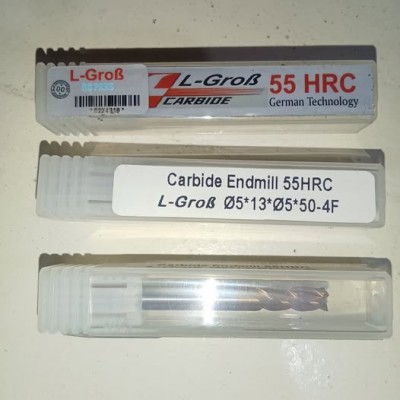 L-Groß
L-Groß
CARBIDE
55 HRC
German Technology
Carbide Endmill 55HRC
L-Groß Ø5*13*Ø5*50-4F